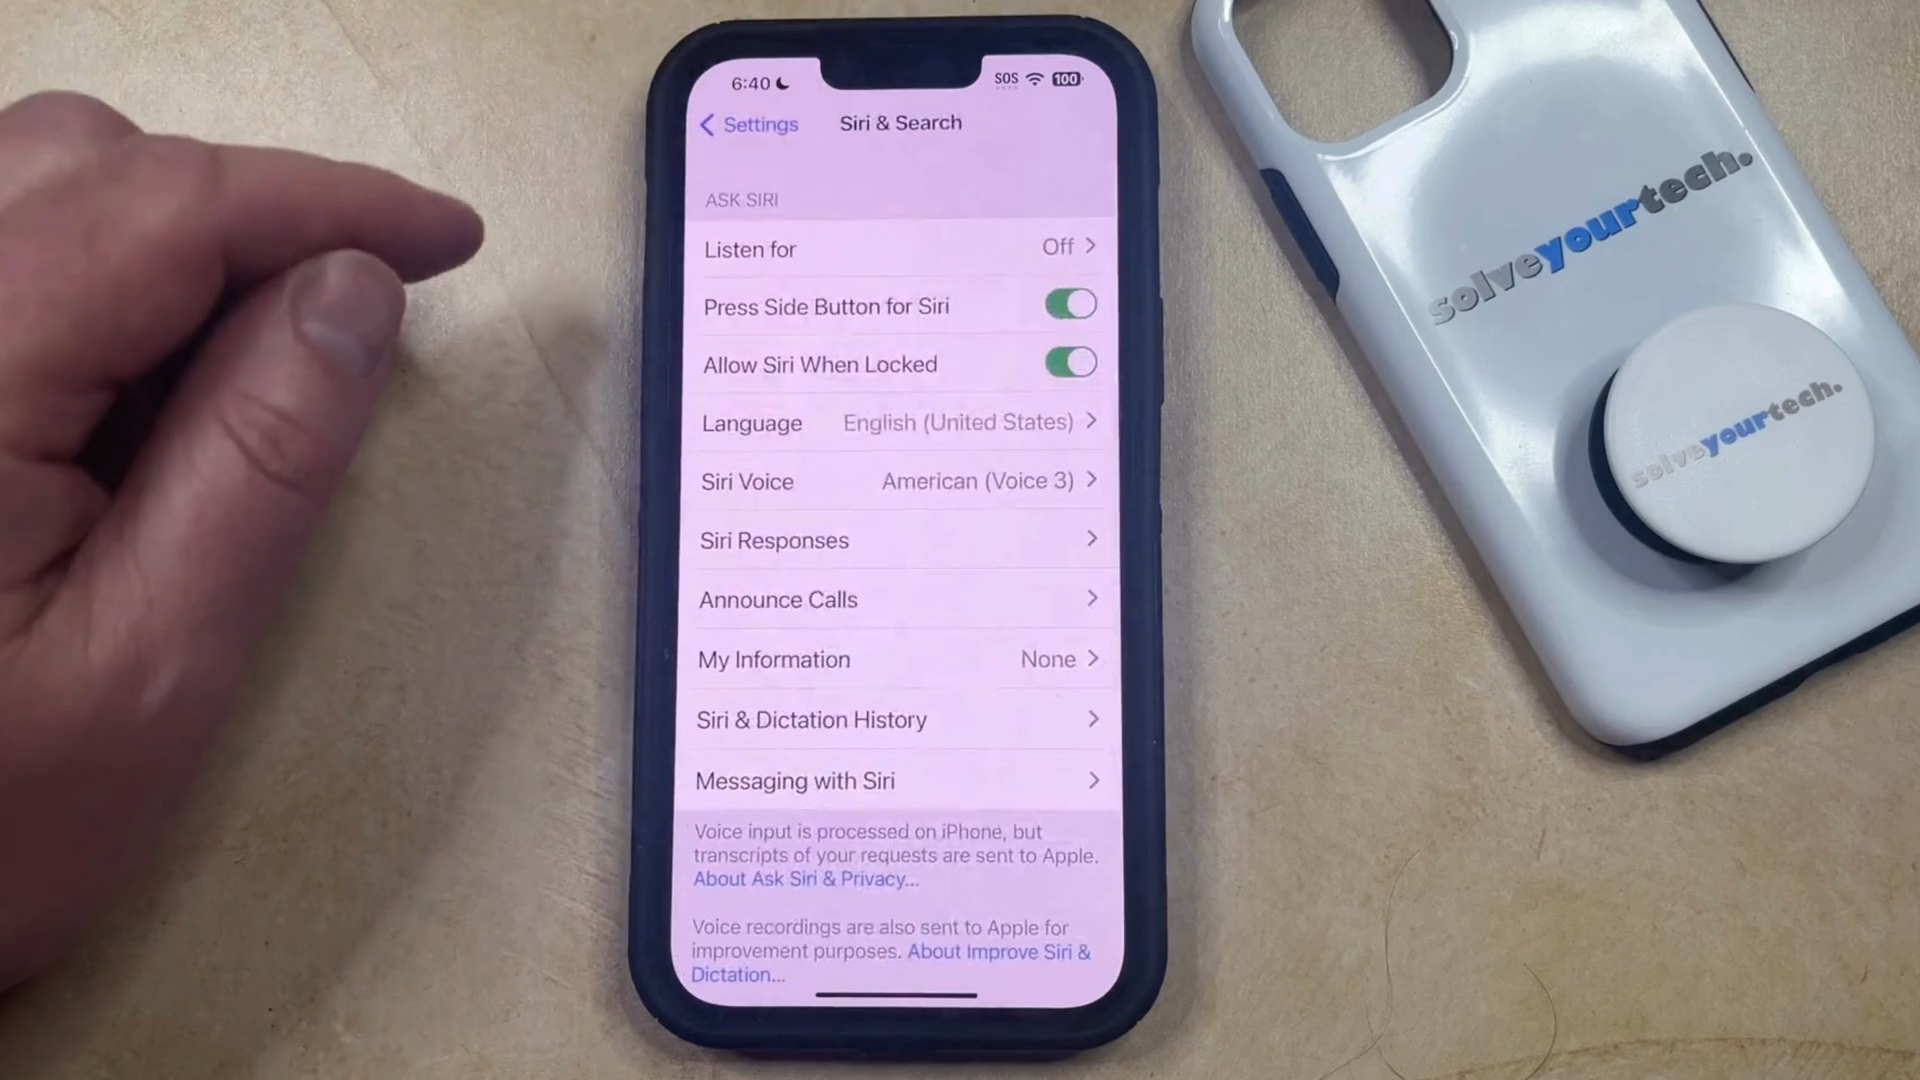 6:40
SOS
100
Settings
Siri & Search
ASK SIRI
Listen for
Off
Press Side Button for Siri
Allow Siri When Locked
Language
English (United States)
Siri Voice
American (Voice 3)
Siri Responses
Announce Calls
My Information
None
Siri & Dictation History
Messaging with Siri
Voice input is processed on iPhone, but
transcripts of your requests are sent to Apple.
About Ask Siri & Privacy...
Voice recordings are also sent to Apple for
improvement purposes. About Improve Siri &
Dictation...
solveyourtech.
solveyourtech.